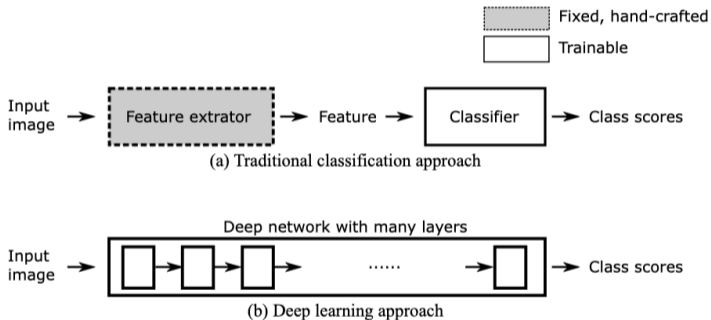 Fixed, hand-crafted
Trainable
Input image
Feature extrator
Feature
Classifier
Class scores
(a) Traditional classification approach
Deep network with many layers
Input image
......
Class scores
(b) Deep learning approach